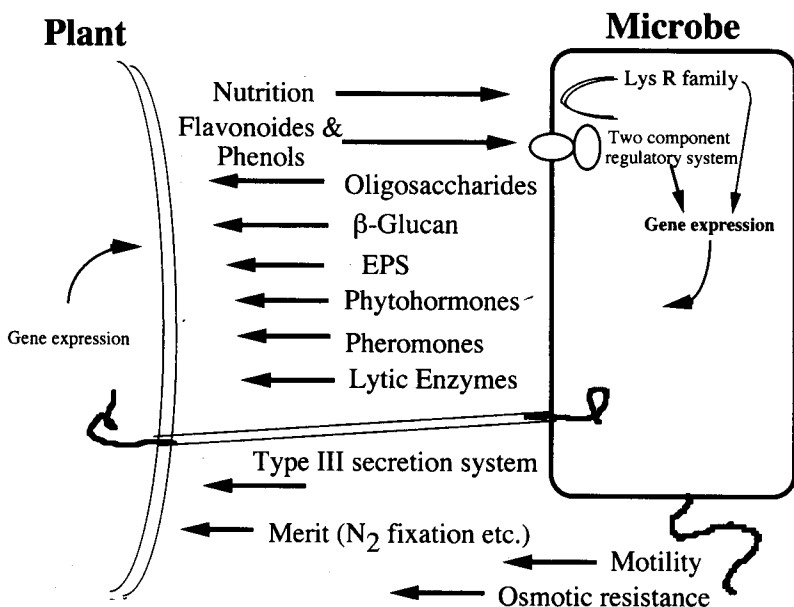 Plant
Microbe
Nutrition
Flavonoides &
Phenols
Oligosaccharides
β-Glucan
EPS
Phytohormones
Pheromones
Lytic Enzymes
Lys R family
Two component
regulatory system
Gene expression
Gene expression
Type III secretion system
Merit (N2 fixation etc.)
Motility
Osmotic resistance